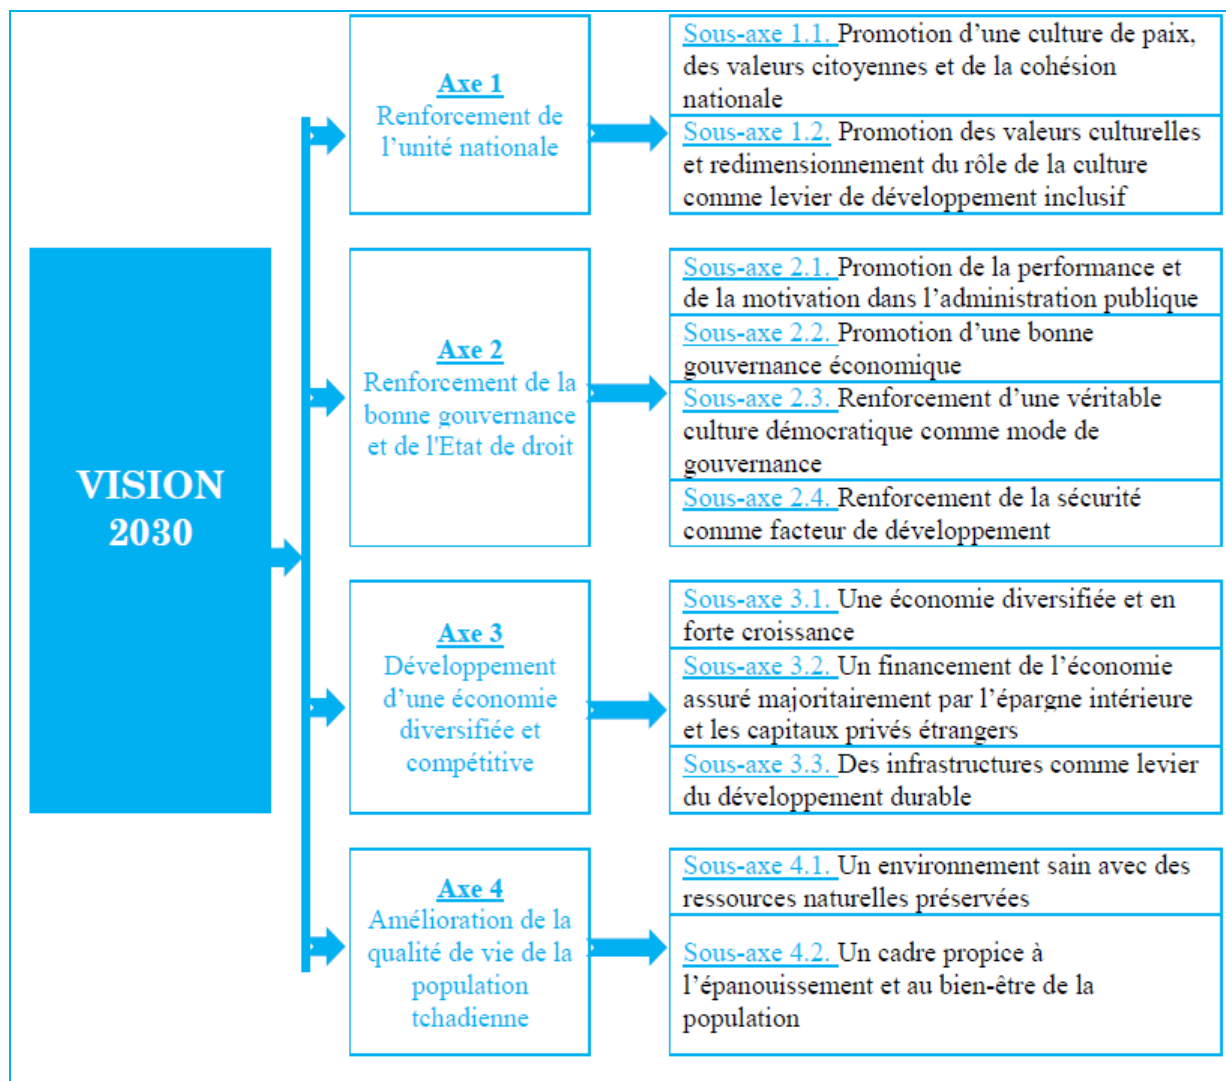 VISION
2030
Axe 1
Renforcement de
l’unité nationale
Sous-axe 1.1. Promotion d’une culture de paix,
des valeurs citoyennes et de la cohésion
nationale
Sous-axe 1.2. Promotion des valeurs culturelles
et redimensionnement du rôle de la culture
comme levier de développement inclusif
Axe 2
Renforcement de la
bonne gouvernance
et de l'Etat de droit
Sous-axe 2.1. Promotion de la performance et
de la motivation dans l’administration publique
Sous-axe 2.2. Promotion d’une bonne
gouvernance économique
Sous-axe 2.3. Renforcement d’une véritable
culture démocratique comme mode de
gouvernance
Sous-axe 2.4. Renforcement de la sécurité
comme facteur de développement
Axe 3
Développement
d’une économie
diversifiée et
compétitive
Sous-axe 3.1. Une économie diversifiée et en
forte croissance
Sous-axe 3.2. Un financement de l’économie
assuré majoritairement par l’épargne intérieure
et les capitaux privés étrangers
Sous-axe 3.3. Des infrastructures comme levier
du développement durable
Axe 4
Amélioration de la
qualité de vie de la
population
tchadienne
Sous-axe 4.1. Un environnement sain avec des
ressources naturelles préservées
Sous-axe 4.2. Un cadre propice à
l’épanouissement et au bien-être de la
population